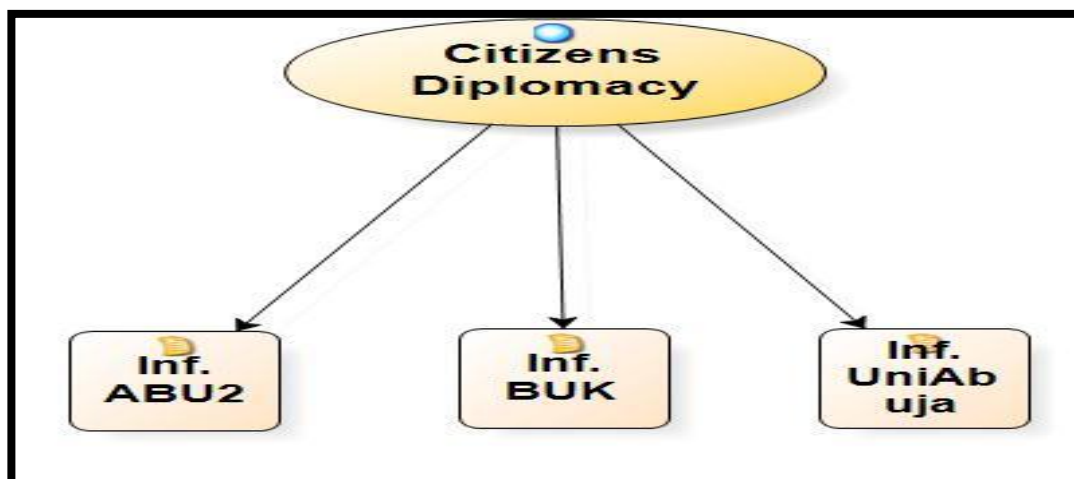 Citizens
Diplomacy
Inf.
ABU2
Inf.
BUK
Inf.
UniAb
uja